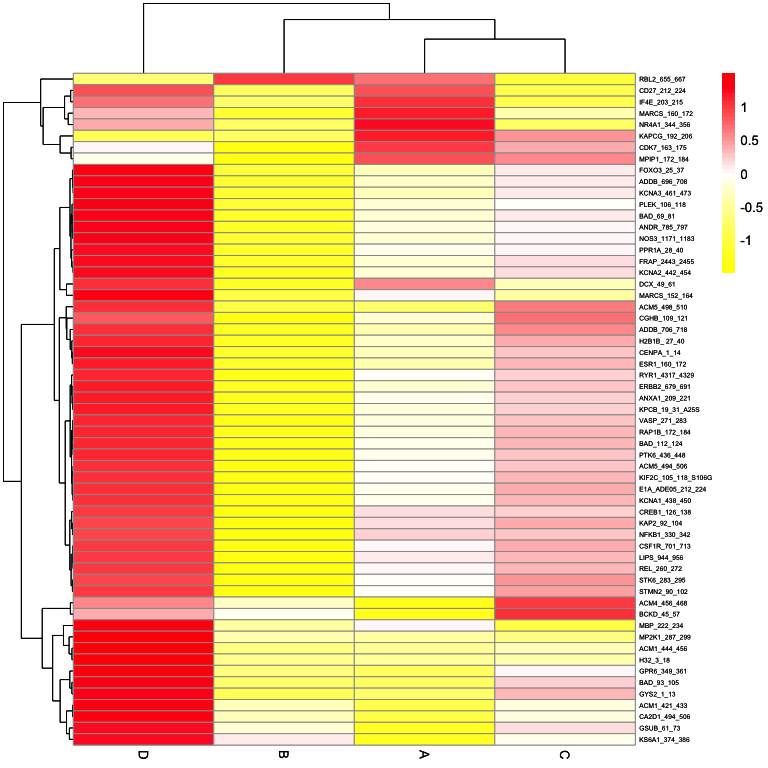 RBL2_655_667
CD27_212_224
IF4E_203_215
MARCS_160_172
NR4A1_344_356
KAPCG_192_206
CDK7_163_175
MPIP1_172_184
FOXO3_25_37
ADDB_696_708
KCNA3_461_473
PLEK_106_118
BAD_69_81
ANDR_785_797
NOS3_1171_1183
PPR1A_28_40
FRAP_2443_2455
KCNA2_442_454
DCX_49_61
MARCS_152_164
ACM5_498_510
CGHB_109_121
ADDB_706_718
H2B1B_27_40
CENPA_1_14
ESR1_160_172
RYR1_4317_4329
ERBB2_679_691
ANXA1_209_221
KPCB_19_31_A25S
VASP_271_283
RAP1B_172_184
BAD_112_124
PTK6_436_448
ACM5_494_506
KIF2C_105_118_S106G
E1A_ADE05_212_224
KCNA1_438_450
CREB1_126_138
KAP2_92_104
NFKB1_330_342
CSF1R_701_713
LIPS_944_956
REL_260_272
STK6_283_295
STMN2_90_102
ACM4_456_468
BCKD_45_57
MBP_222_234
MP2K1_287_299
ACM1_444_456
H32_3_18
GPR6_349_361
BAD_93_105
GYS2_1_13
ACM1_421_433
CA2D1_494_506
GSUB_61_73
KS6A1_374_386
D B A C
1
0.5
0
-0.5
-1